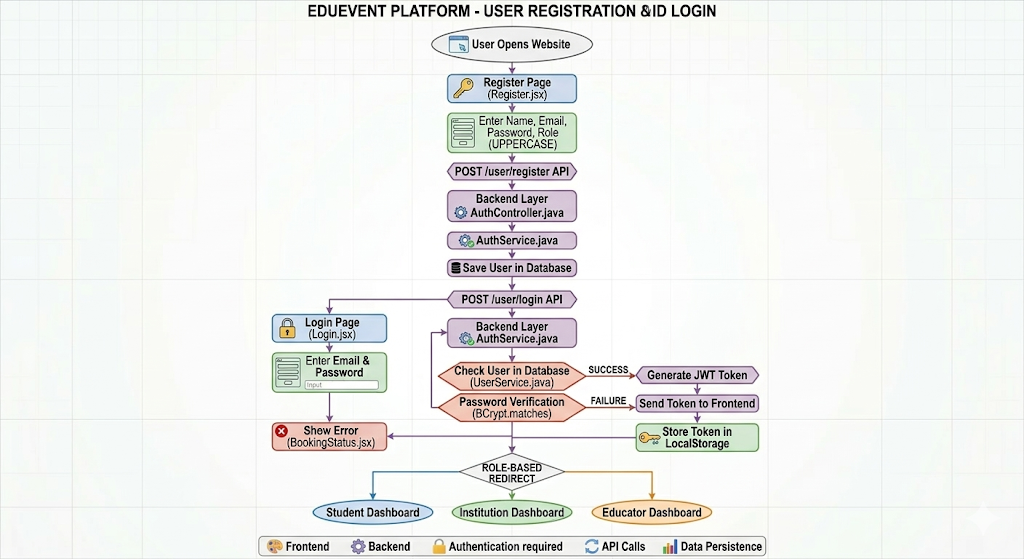 EDUEVENT PLATFORM - USER REGISTRATION &ID LOGIN
User Opens Website
Register Page
(Register.jsx)
Enter Name, Email,
Password, Role
(UPPERCASE)
POST /user/register API
Backend Layer
AuthController.java
AuthService.java
Save User in Database
POST /user/login API
Login Page
(Login.jsx)
Enter Email &
Password
Input
Backend Layer
AuthService.java
Check User in Database
(UserService.java)
SUCCESS
Generate JWT Token
Password Verification
(BCrypt.matches)
FAILURE
Send Token to Frontend
Shew Error
(BookingStatus.jsx)
Store Token in
LocalStorage
ROLE-BASED
REDIRECT
Student Dashboard
Institution Dashboard
Educator Dashboard
Frontend
Backend
Authentication required
API Calls
Data Persistence